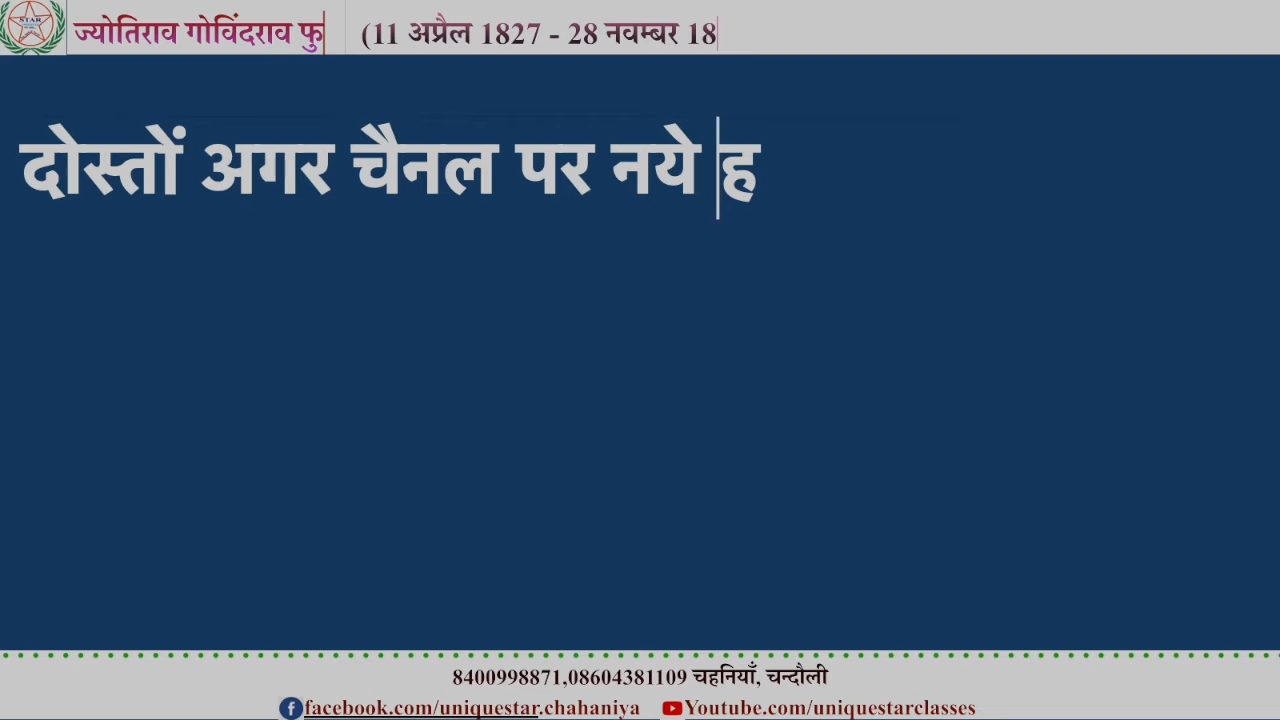 STAR
ज्योतिराव गोविंदराव फु (11 अप्रैल 1827 - 28 नवम्बर 18
दोस्तों अगर चैनल पर नये ह
8400998871,08604381109 चहनियाँ, चन्दौली
facebook.com/uniquestar.chahaniya Youtube.com/uniquestarclasses